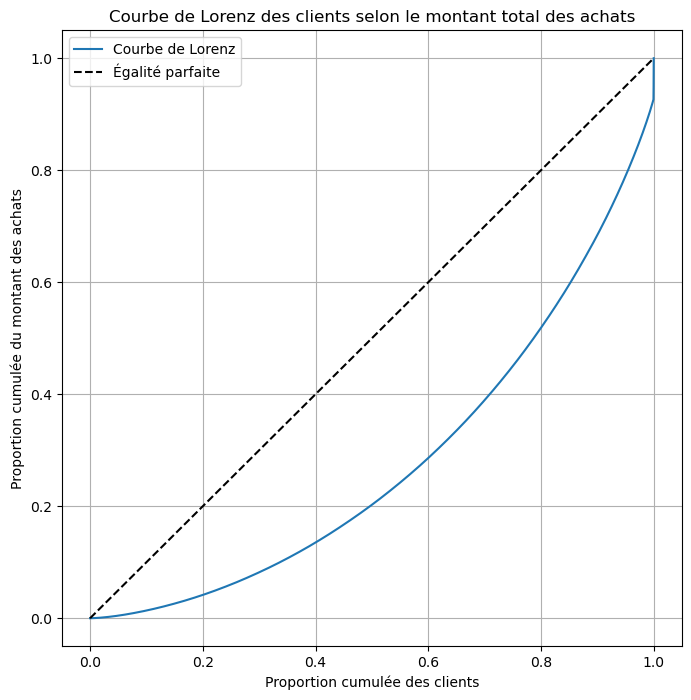 Courbe de Lorenz des clients selon le montant total des achats
Courbe de Lorenz
Égalité parfaite
Proportion cumulée du montant des achats
1.0
0.8
0.6
0.4
0.2
0.0
0.0 0.2 0.4 0.6 0.8 1.0
Proportion cumulée des clients